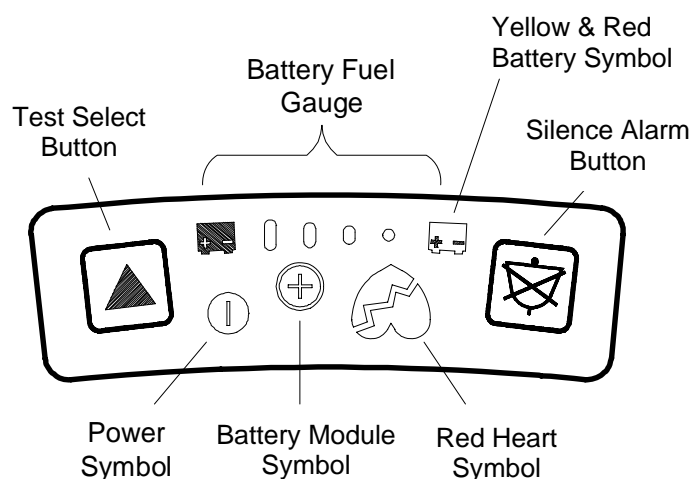 Yellow & Red
Battery Symbol
Battery Fuel
Gauge
Test Select
Button
Silence Alarm
Button
Power
Symbol
Battery Module
Symbol
Red Heart
Symbol